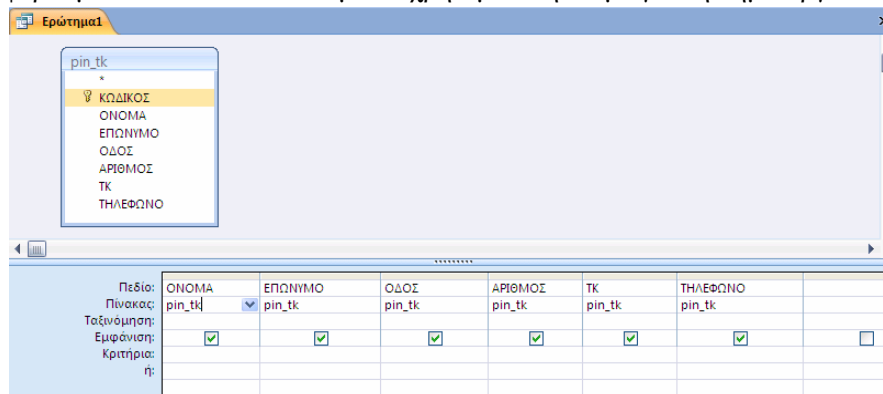 Ερώτημα1
pin_tk
*
ΚΩΔΙΚΟΣ
ΟΝΟΜΑ
ΕΠΩΝΥΜΟ
ΟΔΟΣ
ΑΡΙΘΜΟΣ
ΤΚ
ΤΗΛΕΦΩΝΟ
Πεδίο: ΟΝΟΜΑ ΕΠΩΝΥΜΟ ΟΔΟΣ ΑΡΙΘΜΟΣ ΤΚ ΤΗΛΕΦΩΝΟ
Πίνακας: pin_tk pin_tk pin_tk pin_tk pin_tk pin_tk
Ταξινόμηση:
Εμφάνιση:
Κριτήρια:
ή: